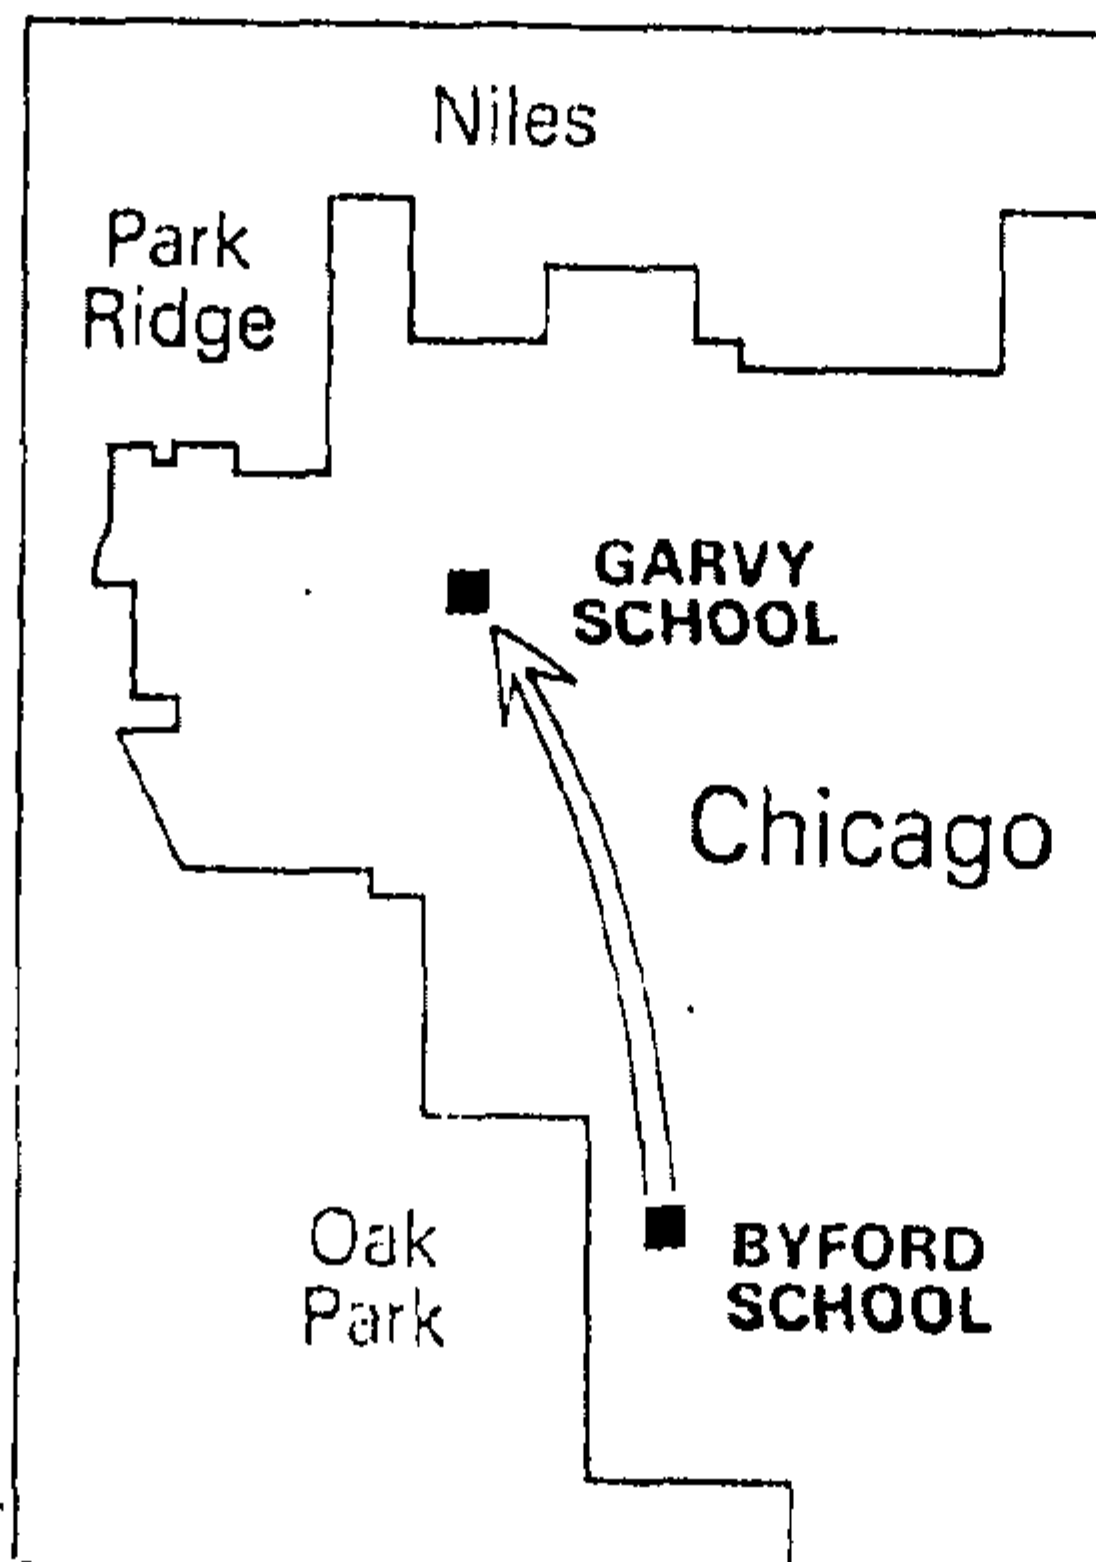 Niles
Park
Ridge
GARVY
SCHOOL
Chicago
Oak
Park
BYFORD
SCHOOL